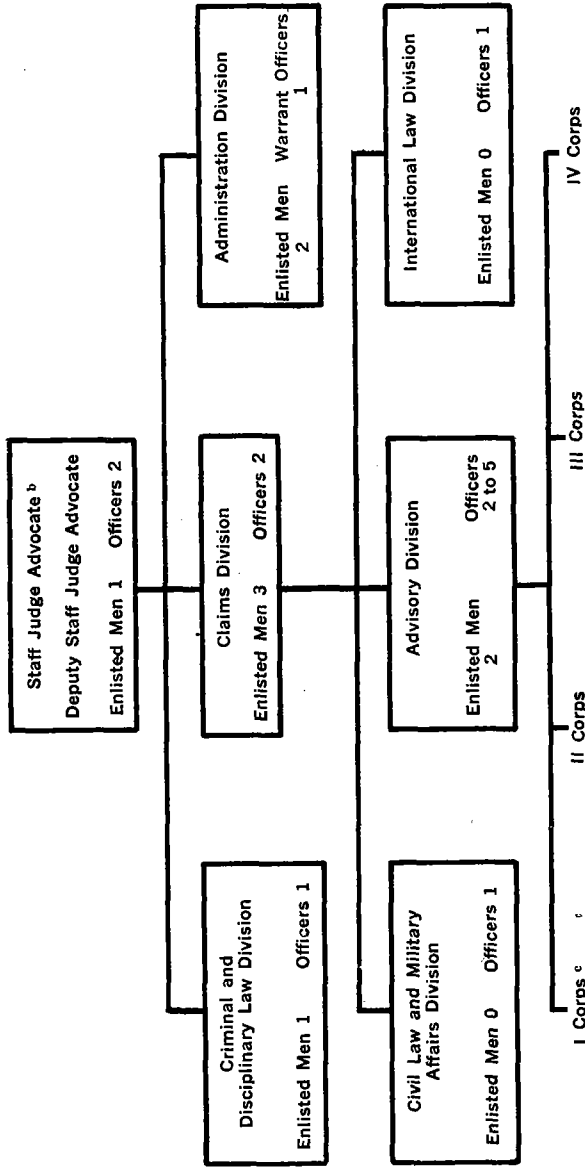 Staff Judge Advocate b
Deputy Staff Judge Advocate
Enlisted Men 1 Officers 2
Criminal and
Disciplinary Law Division
Enlisted Men 1 Officers 1
Claims Division
Enlisted Men 3 Officers 2
Administration Division
Enlisted Men Warrant Officers
2 1
Civil Law and Military
Affairs Division
Enlisted Men 0 Officers 1
Advisory Division
Enlisted Men Officers
2 2 to 5
International Law Division
Enlisted Men 0 Officers 1
I Corps c
II Corps
III Corps
IV Corps